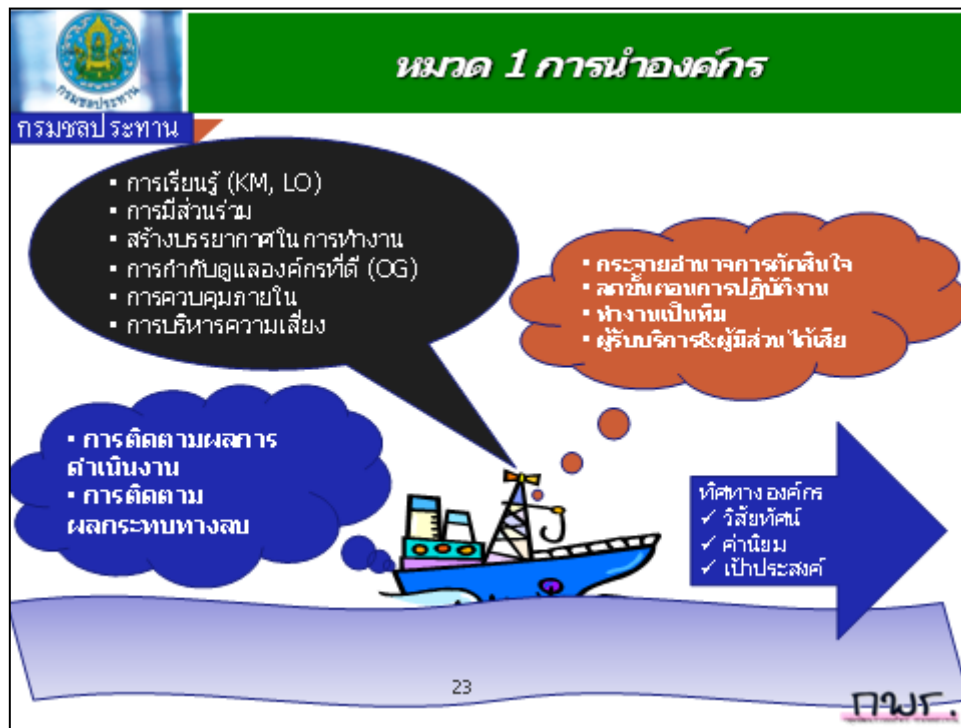 หมวด 1 การนำองค์กร
กรมชลประทาน
กรมชลประทาน
▪ การเรียนรู้ (KM, LO)
▪ การมีส่วนร่วม
▪ สร้างบรรยากาศในการทำงาน
▪ การกำกับดูแลองค์กรที่ดี (OG)
▪ การควบคุมภายใน
▪ การบริหารความเสี่ยง
▪ กระจายอำนาจการตัดสินใจ
▪ ลดขั้นตอนการปฏิบัติงาน
▪ ทำงานเป็นทีม
▪ ผู้รับบริการ&ผู้มีส่วนได้เสีย
▪ การติดตามผลการ
ดำเนินงาน
▪ การติดตาม
ผลกระทบทางลบ
ทิศทางองค์กร
✓ วิสัยทัศน์
✓ ค่านิยม
✓ เป้าประสงค์
23
กพร.